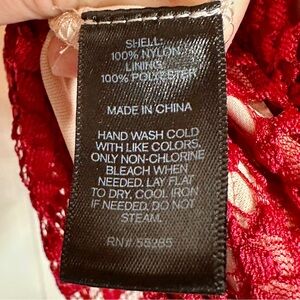 SHELL:
100% NYLON
LINING:
100% POLYESTER
MADE IN CHINA
HAND WASH COLD
WITH LIKE COLORS,
ONLY NON-CHLORINE
BLEACH WHEN
NEEDED. LAY FLAT
TO DRY. COOL IRON
IF NEEDED. DO NOT
STEAM.
RN# 55285